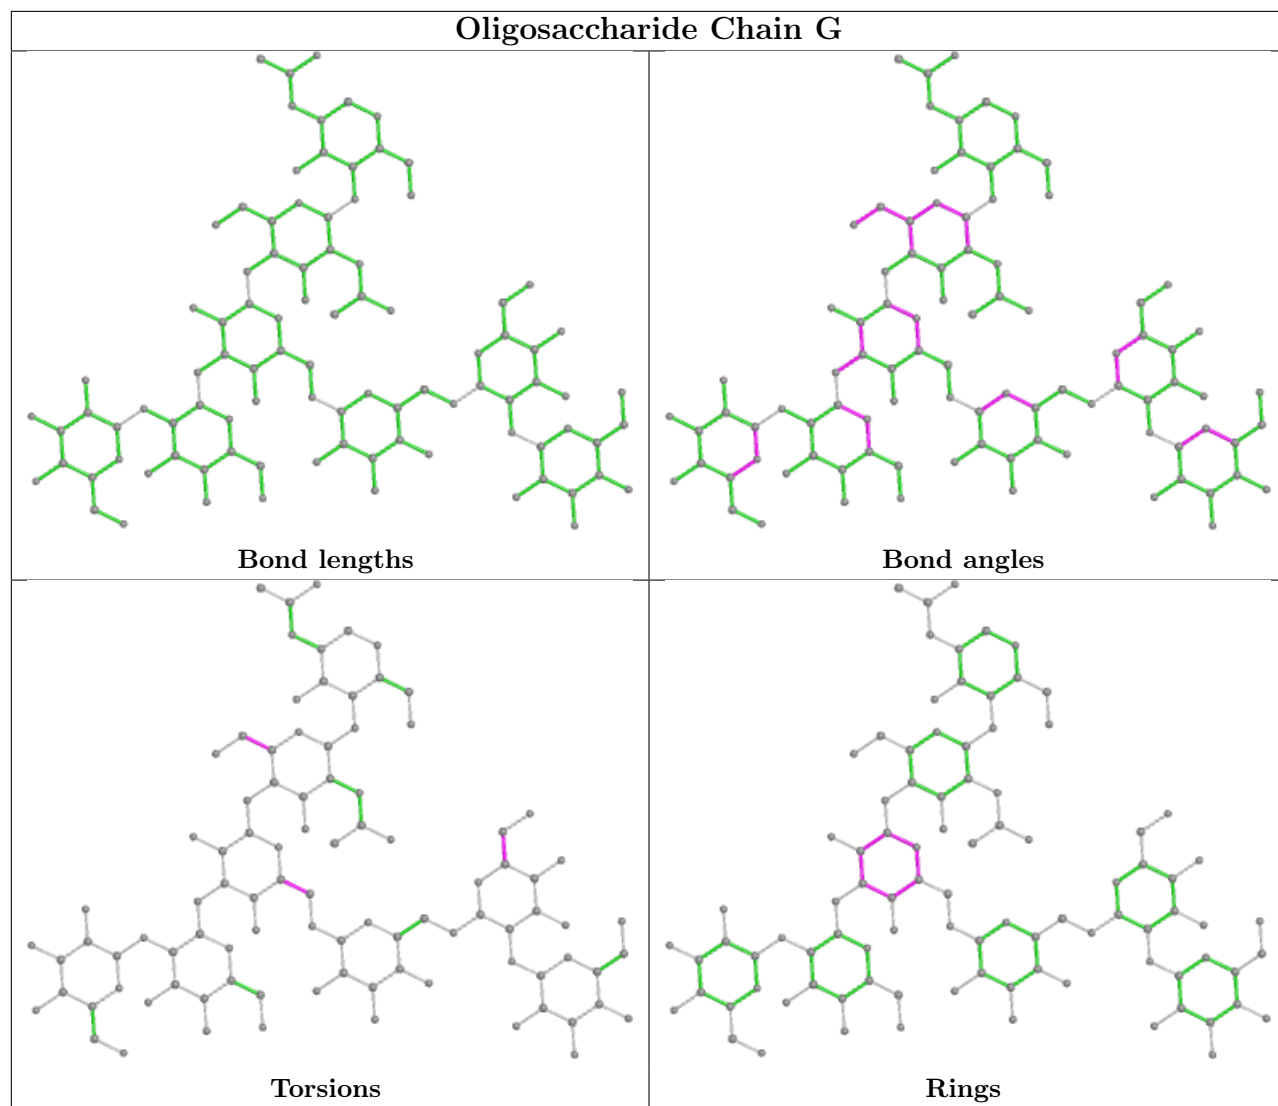 Oligosaccharide Chain G
Bond lengths
Bond angles
Torsions
Rings